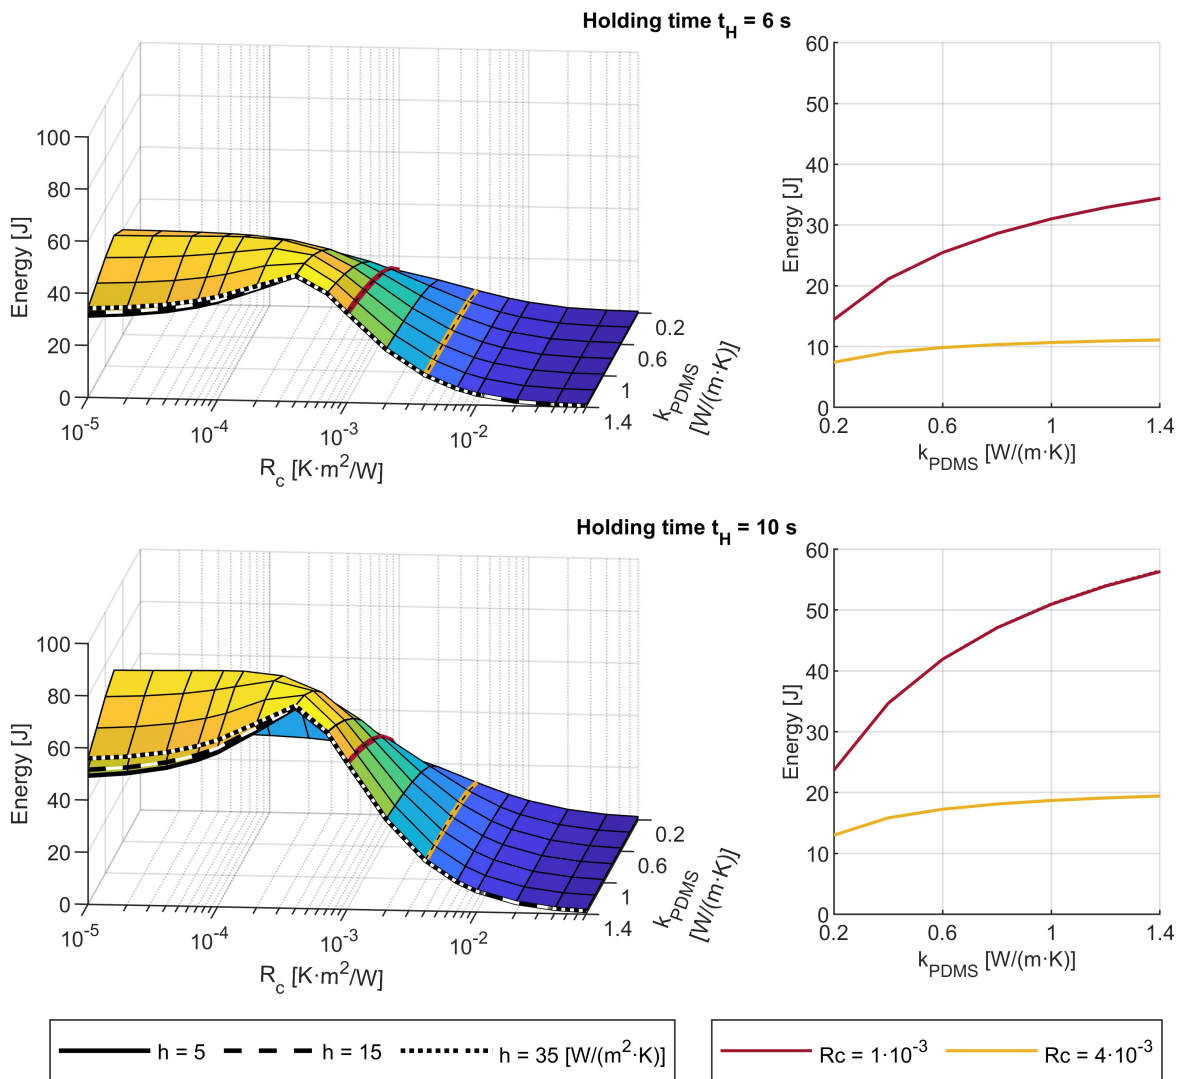 Holding time t_H = 6 s
100
80
60
40
20
0
Energy [J]
10^-5
10^-4
10^-3
10^-2
R_c [K·m^2/W]
0.2
0.6
1
1.4
k_PDMS
[W/(m·K)]
60
50
40
30
20
10
0
Energy [J]
0.2
0.6
1
1.4
k_PDMS [W/(m·K)]
Holding time t_H = 10 s
100
80
60
40
20
0
Energy [J]
10^-5
10^-4
10^-3
10^-2
R_c [K·m^2/W]
0.2
0.6
1
1.4
k_PDMS
[W/(m·K)]
60
50
40
30
20
10
0
Energy [J]
0.2
0.6
1
1.4
k_PDMS [W/(m·K)]
h = 5
h = 15
h = 35 [W/(m^2·K)]
Rc = 1·10^-3
Rc = 4·10^-3